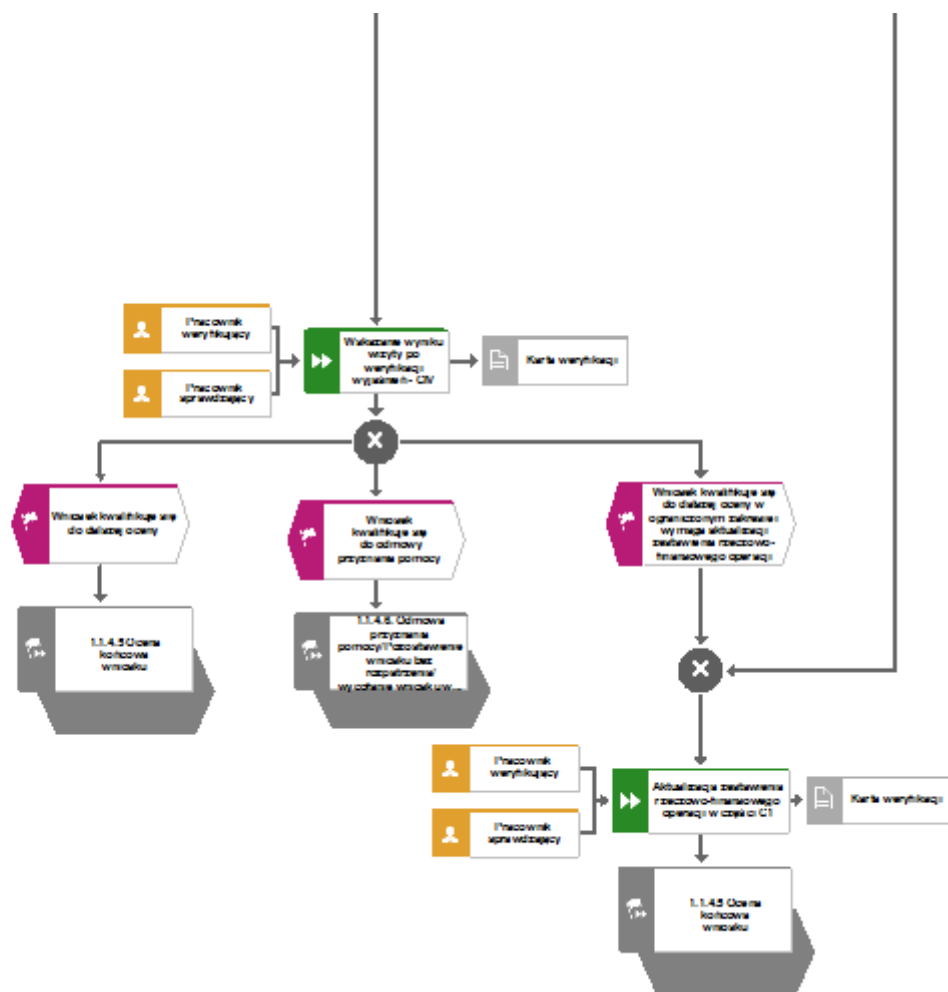 Pracownik
weryfikujący
Wskazanie wyniku
wizyty po
weryfikacji
wyjaśnień - CIV
Karta weryfikacji
Pracownik
sprawdzający
Wniosek kwalifikuje się
do dalszej oceny
Wniosek
kwalifikuje się
do odmowy
przyznania pomocy
Wniosek kwalifikuje się
do dalszej oceny w
ograniczonym zakresie i
wymaga aktualizacji
zestawienia rzeczowo-
finansowego operacji
1.1.4.5 Ocena
końcowa
wniosku
1.1.4.6. Odmowa
przyznania
pomocy/Pozostawienie
wniosku bez
rozpatrzenia/
wycofanie wniosku w...
Pracownik
weryfikujący
Aktualizacja zestawienia
rzeczowo-finansowego
operacji w części C1
Karta weryfikacji
Pracownik
sprawdzający
1.1.4.5 Ocena
końcowa
wniosku